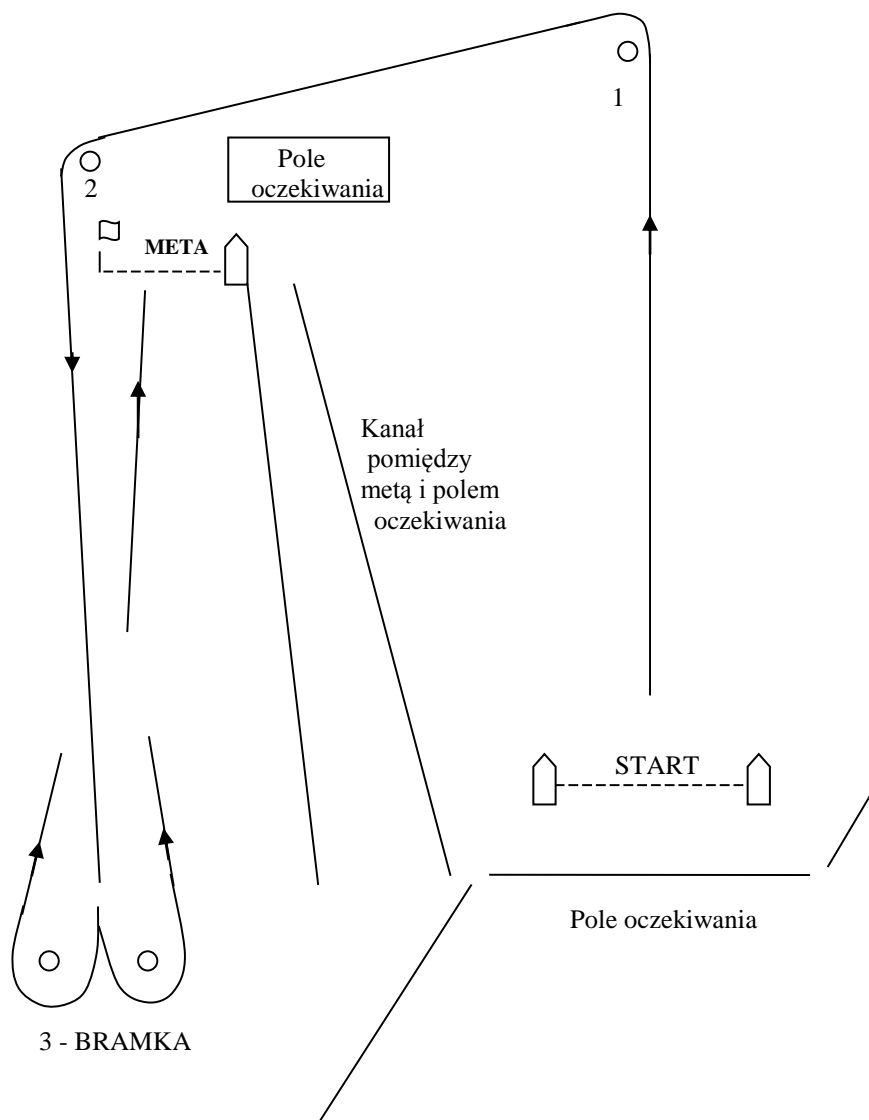 1
2
Pole
oczekiwania
META
Kanał
pomiędzy
metą i polem
oczekiwania
START
Pole oczekiwania
3 - BRAMKA